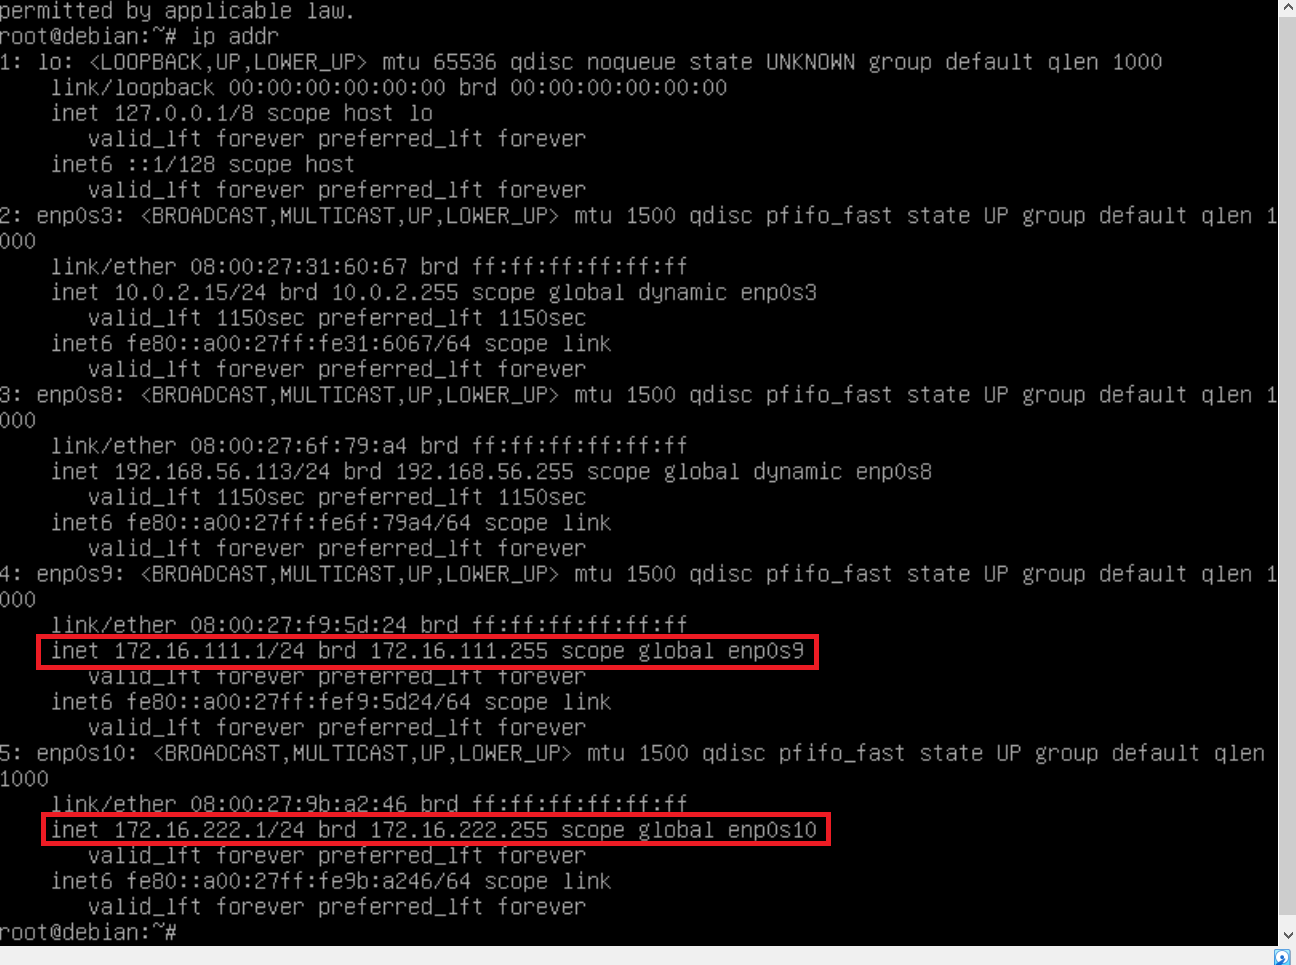 permitted by applicable law.
root@debian:~# ip addr
1: lo: <LOOPBACK,UP,LOWER_UP> mtu 65536 qdisc noqueue state UNKNOWN group default qlen 1000
    link/loopback 00:00:00:00:00:00 brd 00:00:00:00:00:00
    inet 127.0.0.1/8 scope host lo
       valid_lft forever preferred_lft forever
    inet6 ::1/128 scope host
       valid_lft forever preferred_lft forever
2: enp0s3: <BROADCAST,MULTICAST,UP,LOWER_UP> mtu 1500 qdisc pfifo_fast state UP group default qlen 1
000
    link/ether 08:00:27:31:60:67 brd ff:ff:ff:ff:ff:ff
    inet 10.0.2.15/24 brd 10.0.2.255 scope global dynamic enp0s3
       valid_lft 1150sec preferred_lft 1150sec
    inet6 fe80::a00:27ff:fe31:6067/64 scope link
       valid_lft forever preferred_lft forever
3: enp0s8: <BROADCAST,MULTICAST,UP,LOWER_UP> mtu 1500 qdisc pfifo_fast state UP group default qlen 1
000
    link/ether 08:00:27:6f:79:a4 brd ff:ff:ff:ff:ff:ff
    inet 192.168.56.113/24 brd 192.168.56.255 scope global dynamic enp0s8
       valid_lft 1150sec preferred_lft 1150sec
    inet6 fe80::a00:27ff:fe6f:79a4/64 scope link
       valid_lft forever preferred_lft forever
4: enp0s9: <BROADCAST,MULTICAST,UP,LOWER_UP> mtu 1500 qdisc pfifo_fast state UP group default qlen 1
000
    link/ether 08:00:27:f9:5d:24 brd ff:ff:ff:ff:ff:ff
    inet 172.16.111.1/24 brd 172.16.111.255 scope global enp0s9
       valid_lft forever preferred_lft forever
    inet6 fe80::a00:27ff:fef9:5d24/64 scope link
       valid_lft forever preferred_lft forever
5: enp0s10: <BROADCAST,MULTICAST,UP,LOWER_UP> mtu 1500 qdisc pfifo_fast state UP group default qlen
1000
    link/ether 08:00:27:9b:a2:46 brd ff:ff:ff:ff:ff:ff
    inet 172.16.222.1/24 brd 172.16.222.255 scope global enp0s10
       valid_lft forever preferred_lft forever
    inet6 fe80::a00:27ff:fe9b:a246/64 scope link
       valid_lft forever preferred_lft forever
root@debian:~#